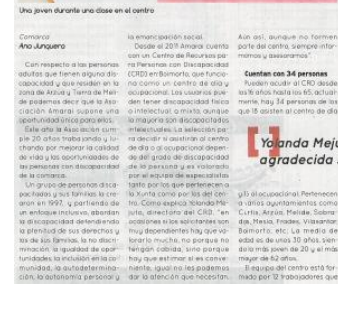 Una joven durante una clase en el centro
Comarca
Ana Junquera
Con respecto a las personas
adultas que tienen alguna dis-
capacidad y que residen en la
zona de Arzúa y Terra de Meli-
de podemos decir que la Aso-
ciación Amarai supone una
oportunidad única para ellos.
Este año la Asociación cum-
ple 20 años trabajando y lu-
chando por mejorar la calidad
de vida y las oportunidades de
las personas con discapacidad
de la comarca.
Un grupo de personas disca-
pacitadas y sus familias la cre-
aron en 1997, y partiendo de
un enfoque inclusivo, abordan
la discapacidad defendiendo
la plenitud de sus derechos y
los de sus familias, la no discri-
minación, la igualdad de opor-
tunidades, la inclusión en la co-
munidad, la autodetermina-
ción, la autonomía personal y
la emancipación social.
Desde el 2011 Amarai cuenta
con un Centro de Recursos pa-
ra Personas con Discapacidad
(CRD) en Boimorto, que funcio-
na como centro de día y
ocupacional. Los usuarios pue-
den tener discapacidad física
o intelectual o mixta, aunque
la mayoría son discapacitados
intelectuales. La selección pa-
ra decidir si asistirán al centro
de día o al ocupacional depen-
de del grado de discapacidad
de la persona y es valorado
por el equipo de especialistas
tanto por los que pertenecen a
la Xunta como por los del cen-
tro. Como explica Yolanda Me-
juto, directora del CRD, "en
ocasiones si los solicitantes son
muy dependientes hay que va-
lorarlo mucho, no porque no
tengan cabida, sino porque
hay que estimar si es conve-
niente, igual no les podemos
dar la atención que necesitan.
Aun así, aunque no formen
parte del centro, siempre infor-
mamos y asesoramos".
Cuentan con 34 personas
Pueden acudir al CRD desde
los 16 años hasta los 65, actual-
mente, hay 34 personas de los
que 18 asisten al centro de día
Yolanda Meju
agradecida
y 16 al ocupacional. Pertenecen
a varios ayuntamientos como
Curtis, Arzúa, Melide, Sobra-
do, Mesía, Frades, Vilasantar,
Boimorto, etc. La media de
edad es de unos 30 años, sien-
do la más joven de 20 y el más
mayor de 62 años.
El equipo del centro está for-
mado por 12 trabajadores que